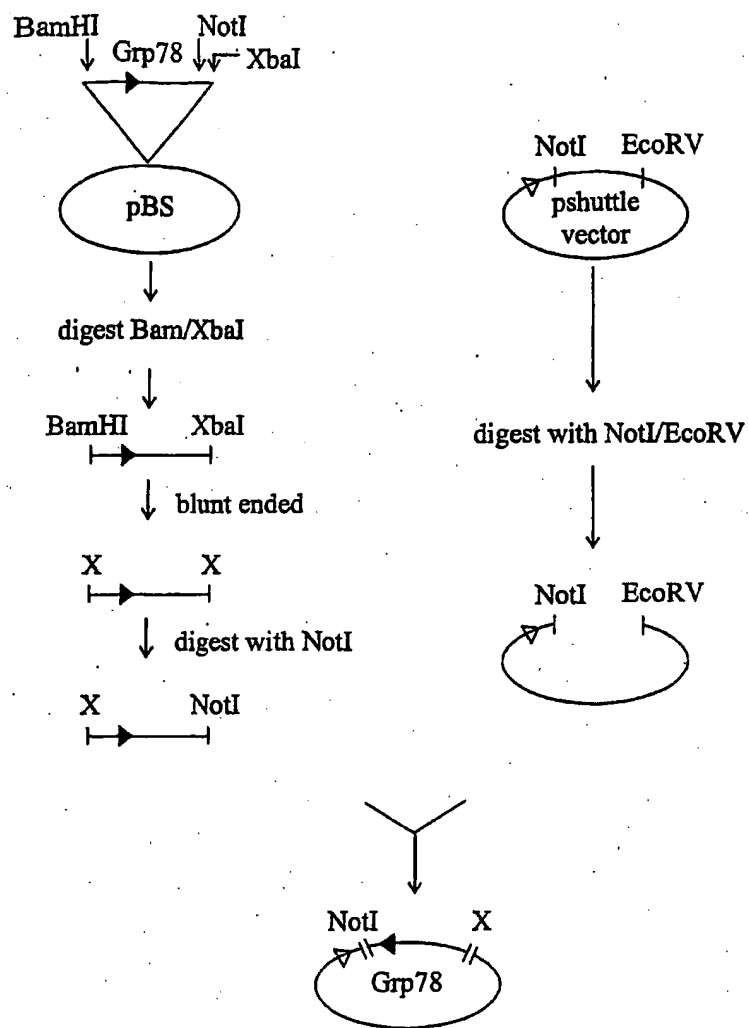 BamHI
NotI
Grp78
XbaI
pBS
digest Bam/XbaI
BamHI XbaI
blunt ended
X X
digest with NotI
X NotI
NotI EcoRV
pshuttle
vector
digest with NotI/EcoRV
NotI EcoRV
NotI X
Grp78